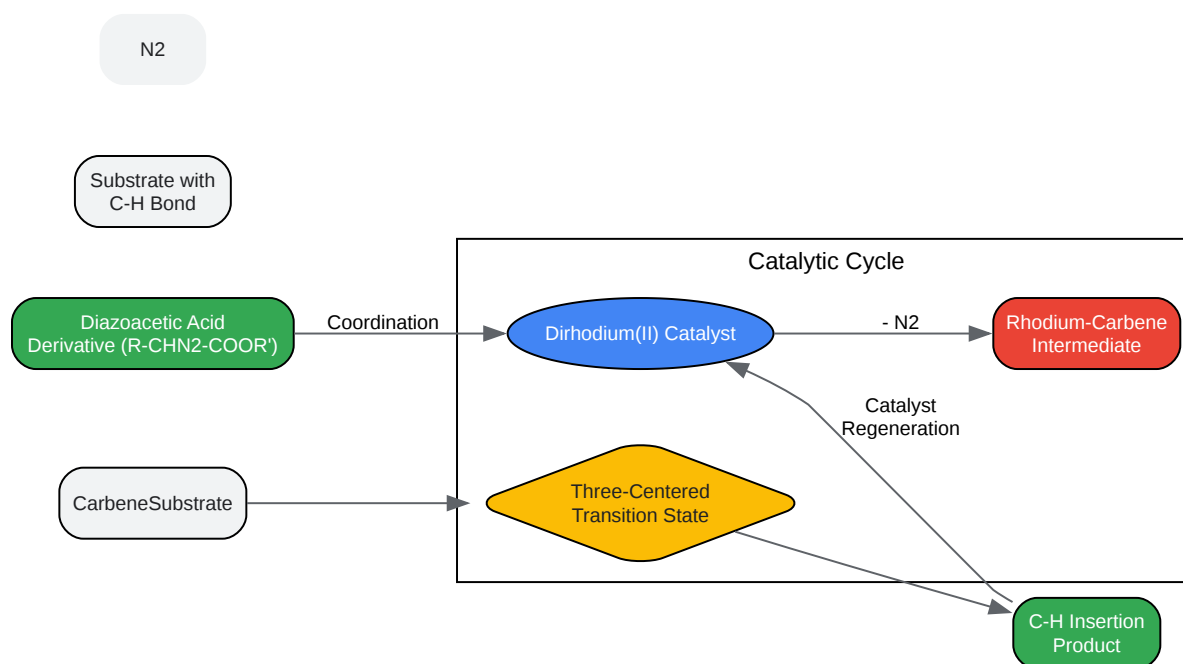 N2
Substrate with
C-H Bond
Catalytic Cycle
Diazoacetic Acid
Derivative (R-CHN2-COOR')
Coordination
Dirhodium(II) Catalyst
- N2
Rhodium-Carbene
Intermediate
Catalyst
Regeneration
CarbeneSubstrate
Three-Centered
Transition State
C-H Insertion
Product